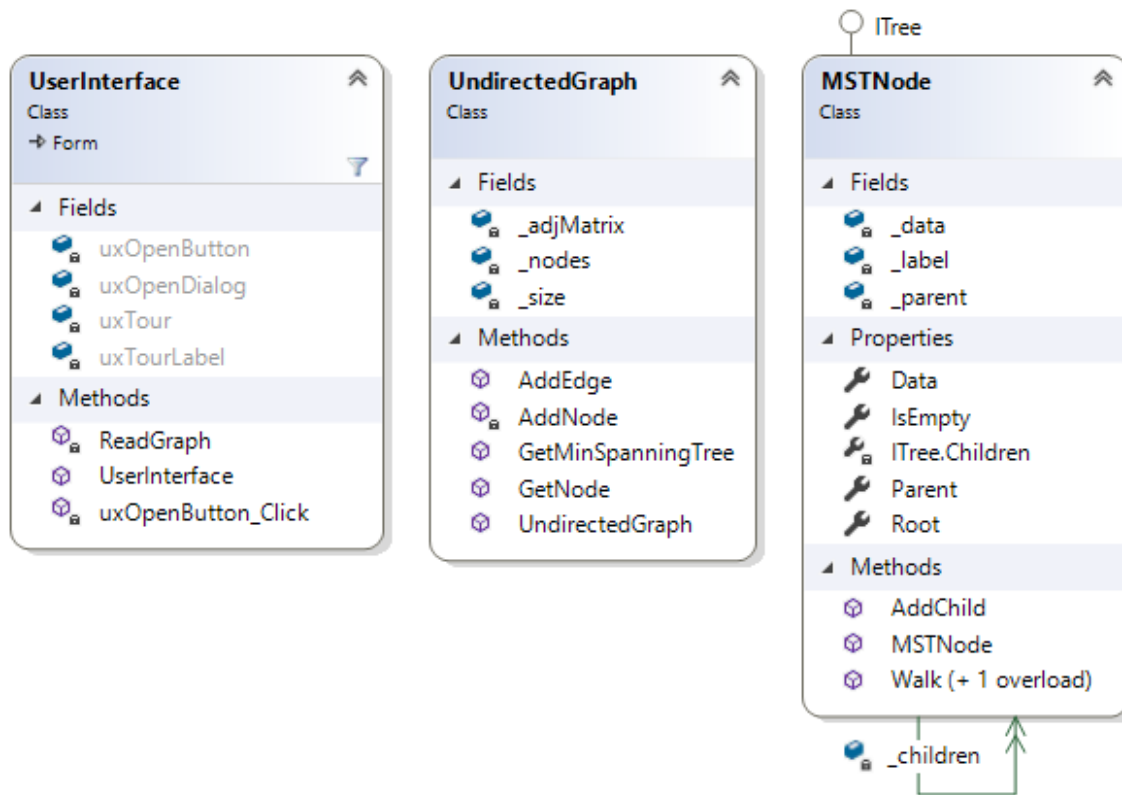 UserInterface
Class
Form
Fields
uxOpenButton
uxOpenDialog
uxTour
uxTourLabel
Methods
ReadGraph
UserInterface
uxOpenButton_Click
UndirectedGraph
Class
Fields
_adjMatrix
_nodes
_size
Methods
AddEdge
AddNode
GetMinSpanningTree
GetNode
UndirectedGraph
ITree
MSTNode
Class
Fields
_data
_label
_parent
Properties
Data
IsEmpty
ITree.Children
Parent
Root
Methods
AddChild
MSTNode
Walk (+ 1 overload)
_children